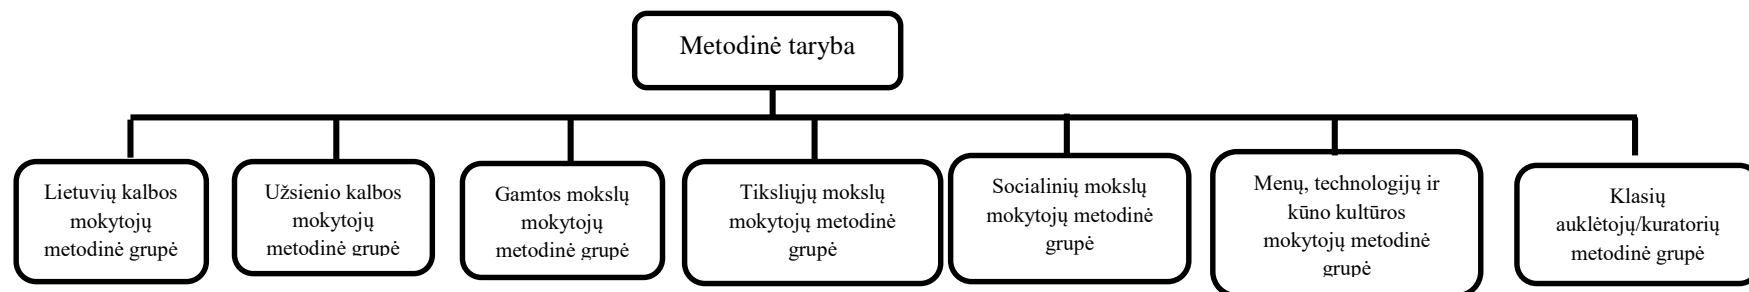 Metodinė taryba
Lietuvių kalbos
mokytojų
metodinė grupė
Užsienio kalbos
mokytojų
metodinė grupė
Gamtos mokslų
mokytojų
metodinė grupė
Tiksliųjų mokslų
mokytojų metodinė
grupė
Socialinių mokslų
mokytojų metodinė
grupė
Menų, technologijų ir
kūno kultūros
mokytojų metodinė
grupė
Klasių
auklėtojų/kuratorių
metodinė grupė